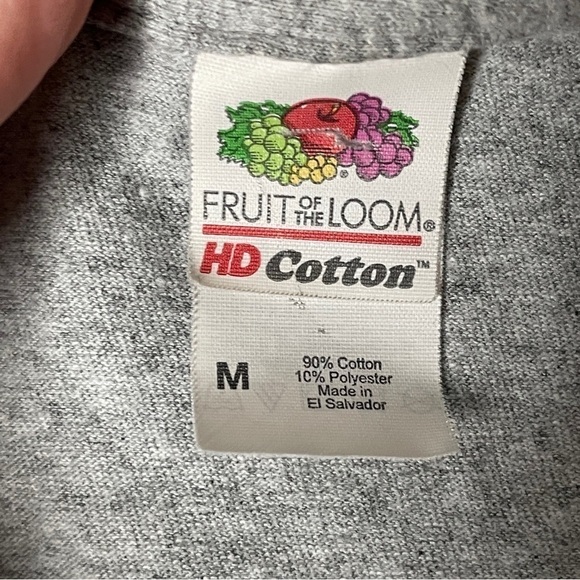 FRUIT OF THE LOOM®
HD Cotton™
M
90% Cotton
10% Polyester
Made in
El Salvador